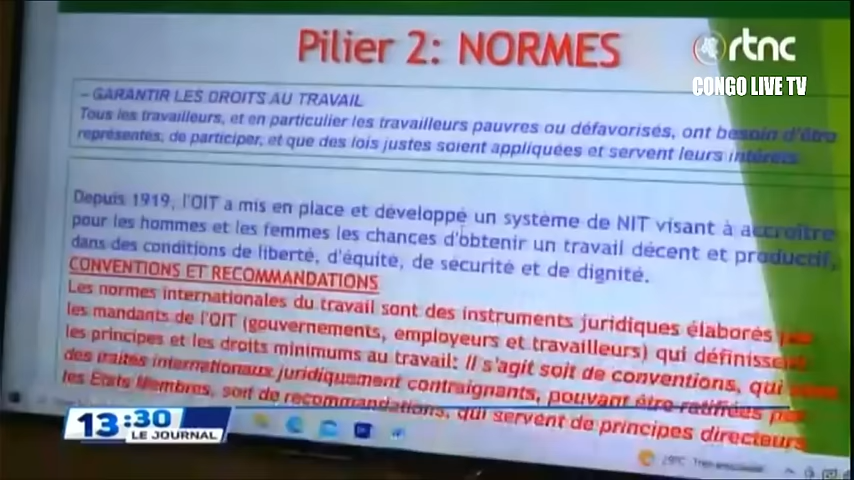 Pilier 2: NORMES
rtnc
CONGO LIVE TV
– GARANTIR LES DROITS AU TRAVAIL
Tous les travailleurs, et en particulier les travailleurs pauvres ou défavorisés, ont besoin d'être
représentés, de participer, et que des lois justes soient appliquées et servent leurs intérêts
Depuis 1919, l'OIT a mis en place et développé un système de NIT visant à accroître
pour les hommes et les femmes les chances d'obtenir un travail décent et productif,
dans des conditions de liberté, d'équité, de sécurité et de dignité.
CONVENTIONS ET RECOMMANDATIONS
Les normes internationales du travail sont des instruments juridiques élaborés par
les mandants de l'OIT (gouvernements, employeurs et travailleurs) qui définissent
les principes et les droits minimums au travail: Il s'agit soit de conventions, qui sont
des traités internationaux juridiquement contraignants, pouvant être ratifiées par
les Etats Membres, soit de recommandations, qui servent de principes directeurs
13:30
LE JOURNAL